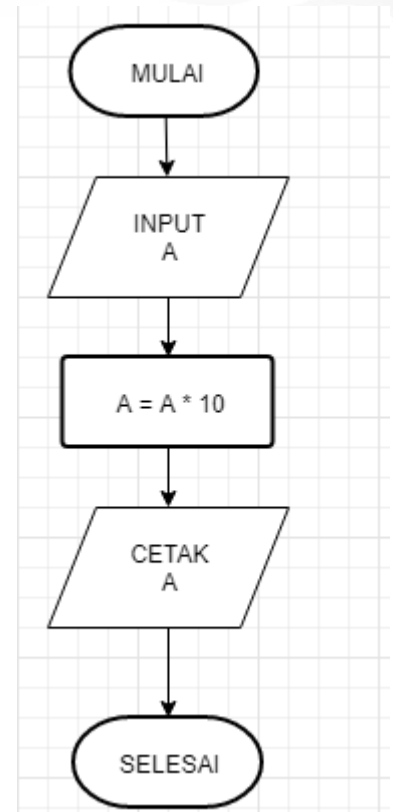 MULAI
INPUT
A
A = A * 10
CETAK
A
SELESAI